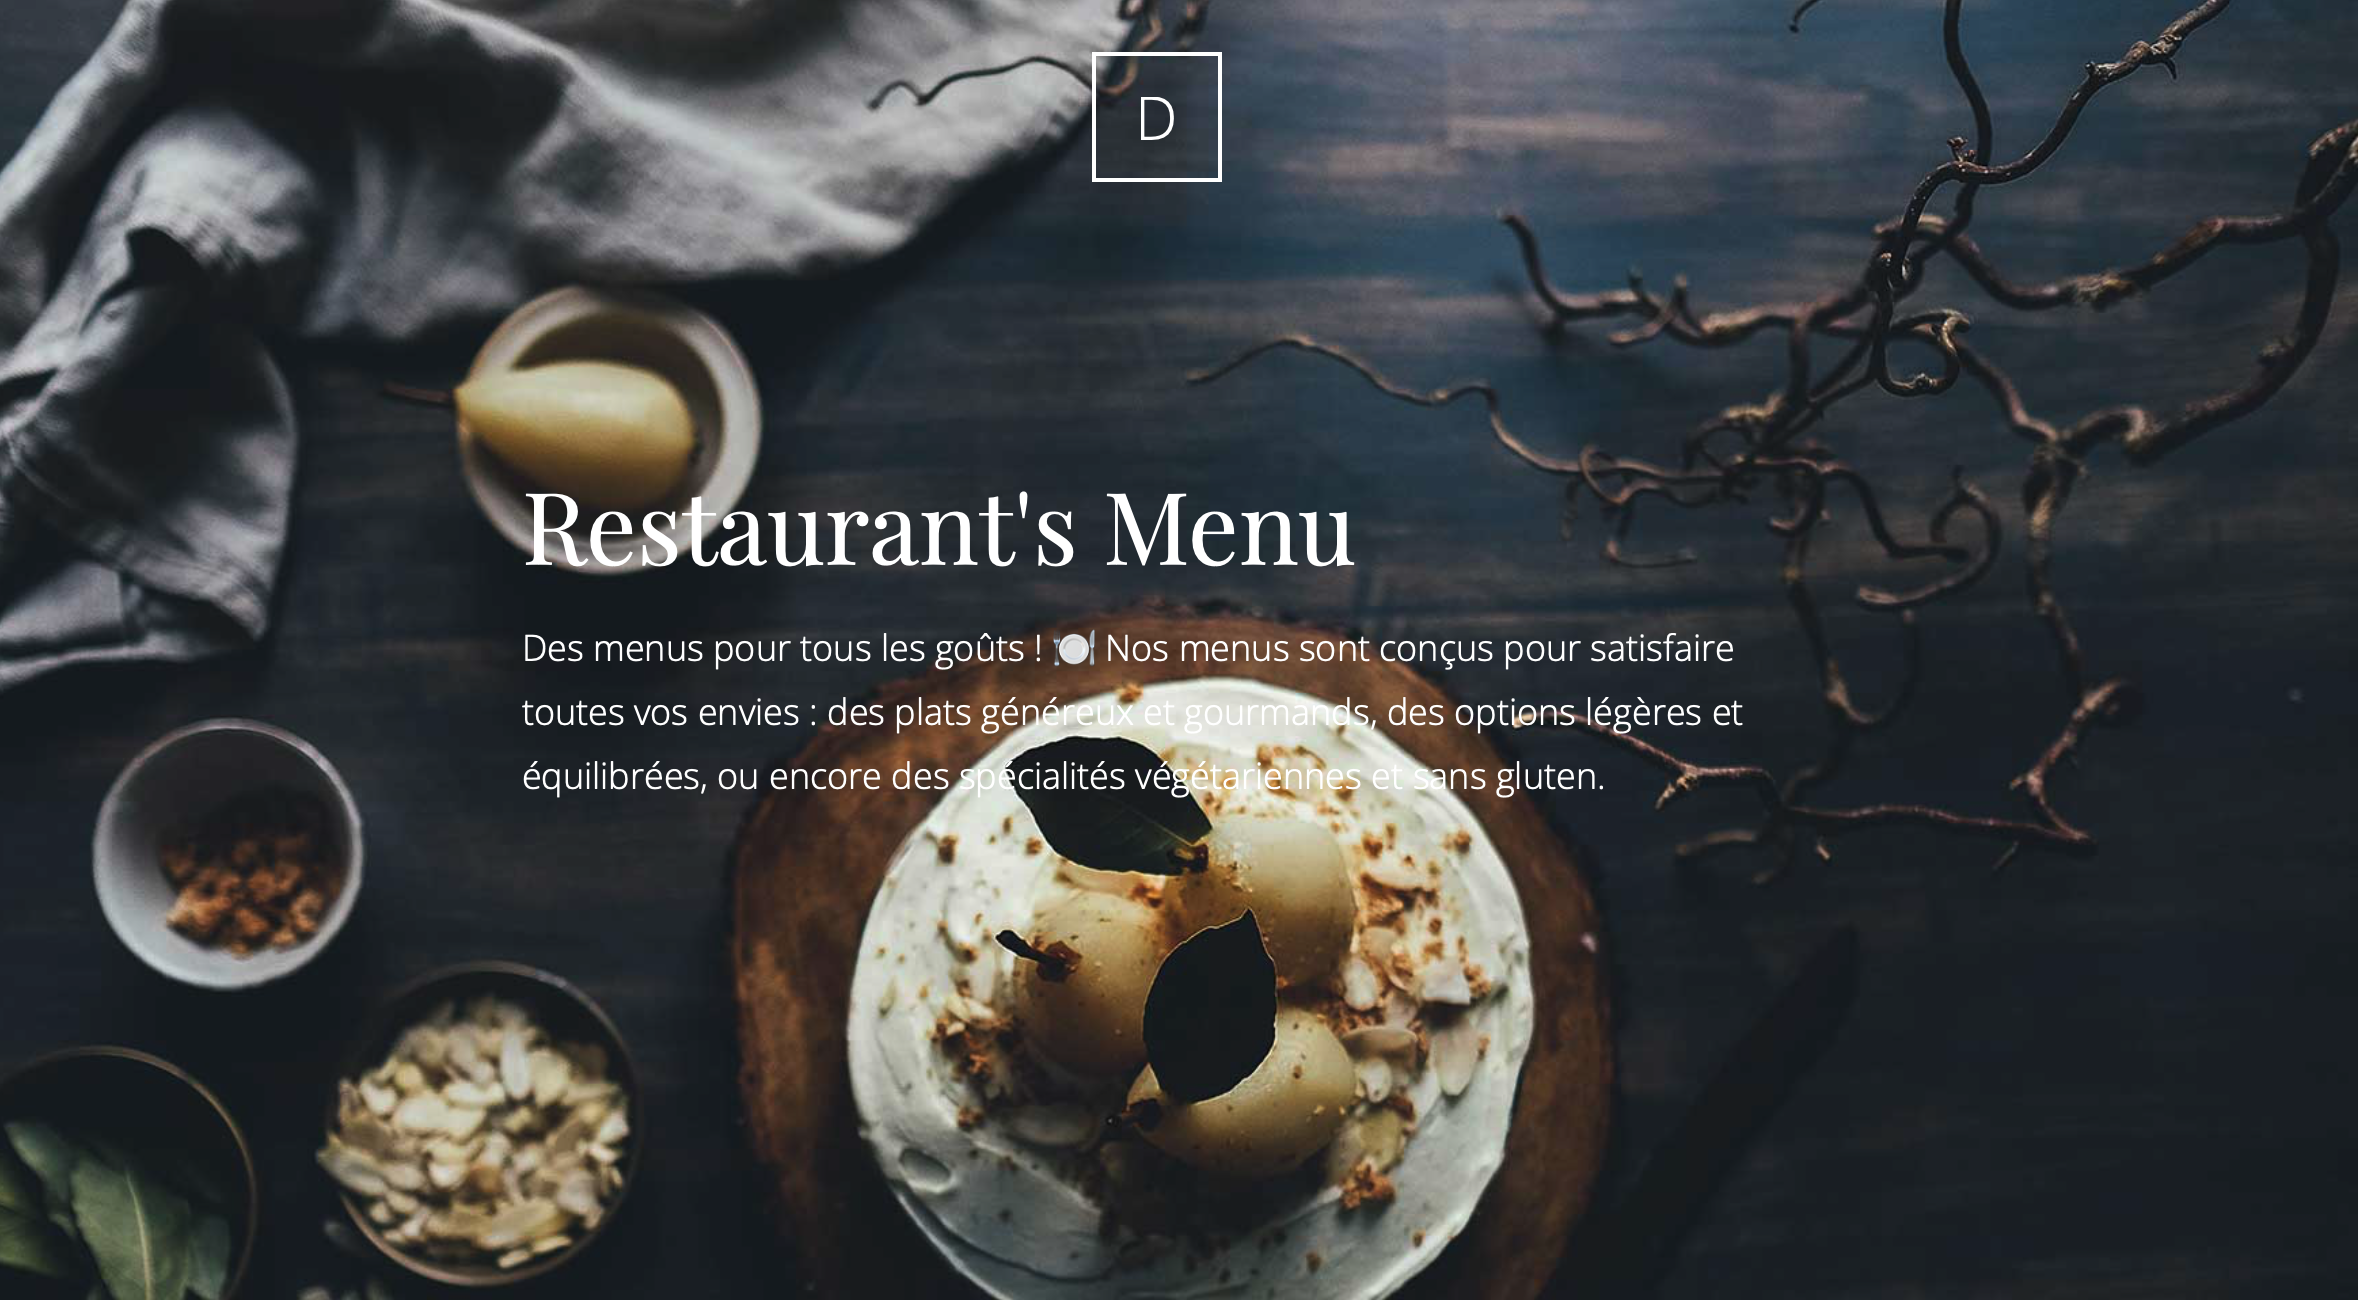 D
Restaurant's Menu
Des menus pour tous les goûts ! 🍽️ Nos menus sont conçus pour satisfaire
toutes vos envies : des plats généreux et gourmands, des options légères et
équilibrées, ou encore des spécialités végétariennes et sans gluten.